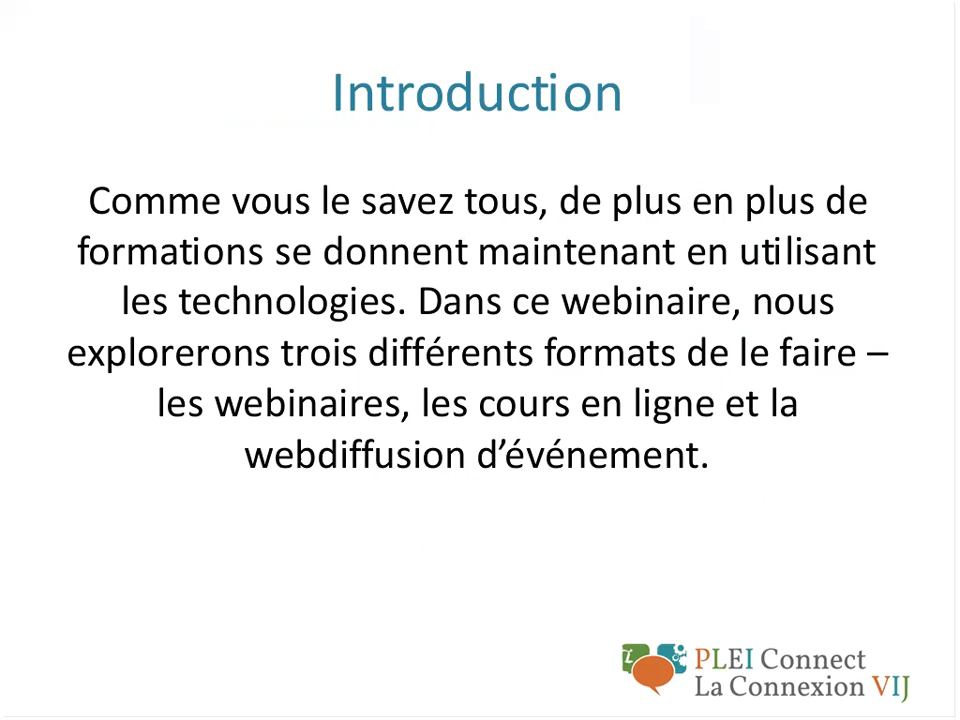 Introduction
Comme vous le savez tous, de plus en plus de
formations se donnent maintenant en utilisant
les technologies. Dans ce webinaire, nous
explorerons trois différents formats de le faire –
les webinaires, les cours en ligne et la
webdiffusion d’événement.
PLEI Connect
La Connexion VIJ